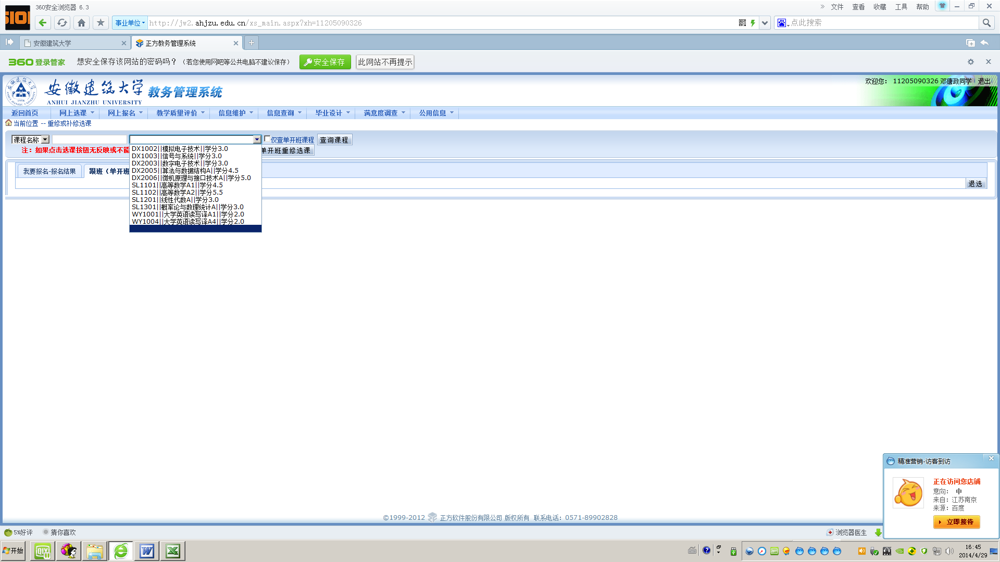 360安全浏览器 6.3
» 文件 查看 收藏 工具 帮助
事业单位 http://jw2.ahjzu.edu.cn/xs_main.aspx?xh=11205090326
点此搜索
安徽建筑大学
正方教务管理系统
360登录管家 想安全保存该网站的密码吗？（若您使用网吧等公共电脑不建议保存） 安全保存 此网站不再提示
安徽建筑大学 教务管理系统
ANHUI JIANZHU UNIVERSITY
欢迎您： 11205090326 邓唐政同学 退出
返回首页 网上选课 网上报名 教学质量评价 信息维护 信息查询 毕业设计 满意度调查 公用信息
当前位置 -- 重修或补修选课
课程名称 仅查单开班课程 查询课程
注：如果点击选课按钮无反映或不能 单开班重修选课
我要报名-报名结果 跟班（单开班
退选
DX1002||模拟电子技术||学分3.0
DX1003||信号与系统||学分3.0
DX2003||数字电子技术||学分3.0
DX2005||算法与数据结构A||学分4.5
DX2006||微机原理与接口技术A||学分5.0
SL1101||高等数学A1||学分4.5
SL1102||高等数学A2||学分5.5
SL1201||线性代数A||学分3.0
SL1301||概率论与数理统计A||学分3.0
WY1001||大学英语读写译A1||学分2.0
WY1004||大学英语读写译A4||学分2.0
精准营销-访客到访
正在访问您店铺
意向： 中
来自：江苏南京
来源：百度
立即接待
©1999-2012 正方软件股份有限公司 版权所有 联系电话：0571-89902828
5%好评 猜你喜欢
浏览器医生
开始
16:45
2014/4/29